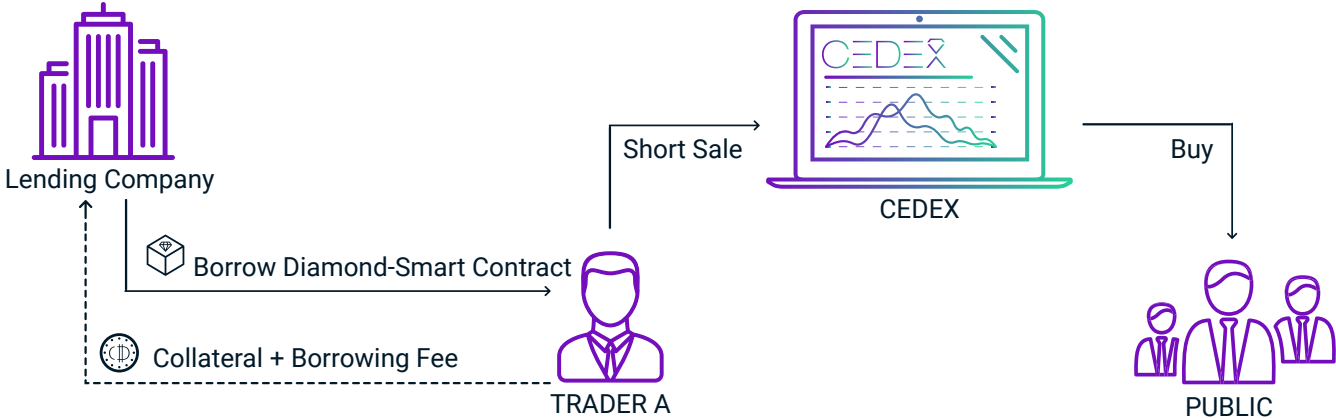 CEDEX
Short Sale
Buy
Lending Company
CEDEX
Borrow Diamond-Smart Contract
Collateral + Borrowing Fee
TRADER A
PUBLIC